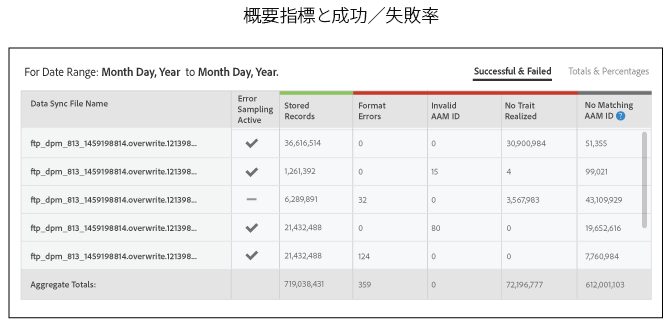 概要指標と成功／失敗率
For Date Range: Month Day, Year to Month Day, Year.
Successful & Failed Totals & Percentages
Data Sync File Name
Error Sampling Active
Stored Records
Format Errors
Invalid AAM ID
No Trait Realized
No Matching AAM ID ?
ftp_dpm_813_1459198814.overwrite.121398... 36,616,514 0 0 30,900,984 51,355
ftp_dpm_813_1459198814.overwrite.121398... 1,261,392 0 15 4 99,021
ftp_dpm_813_1459198814.overwrite.121398... 6,289,891 32 0 3,567,983 43,109,929
ftp_dpm_813_1459198814.overwrite.121398... 21,432,488 0 80 0 19,652,616
ftp_dpm_813_1459198814.overwrite.121398... 21,432,488 124 0 0 7,760,984
Aggregate Totals: 719,038,431 359 0 72,196,777 612,001,103